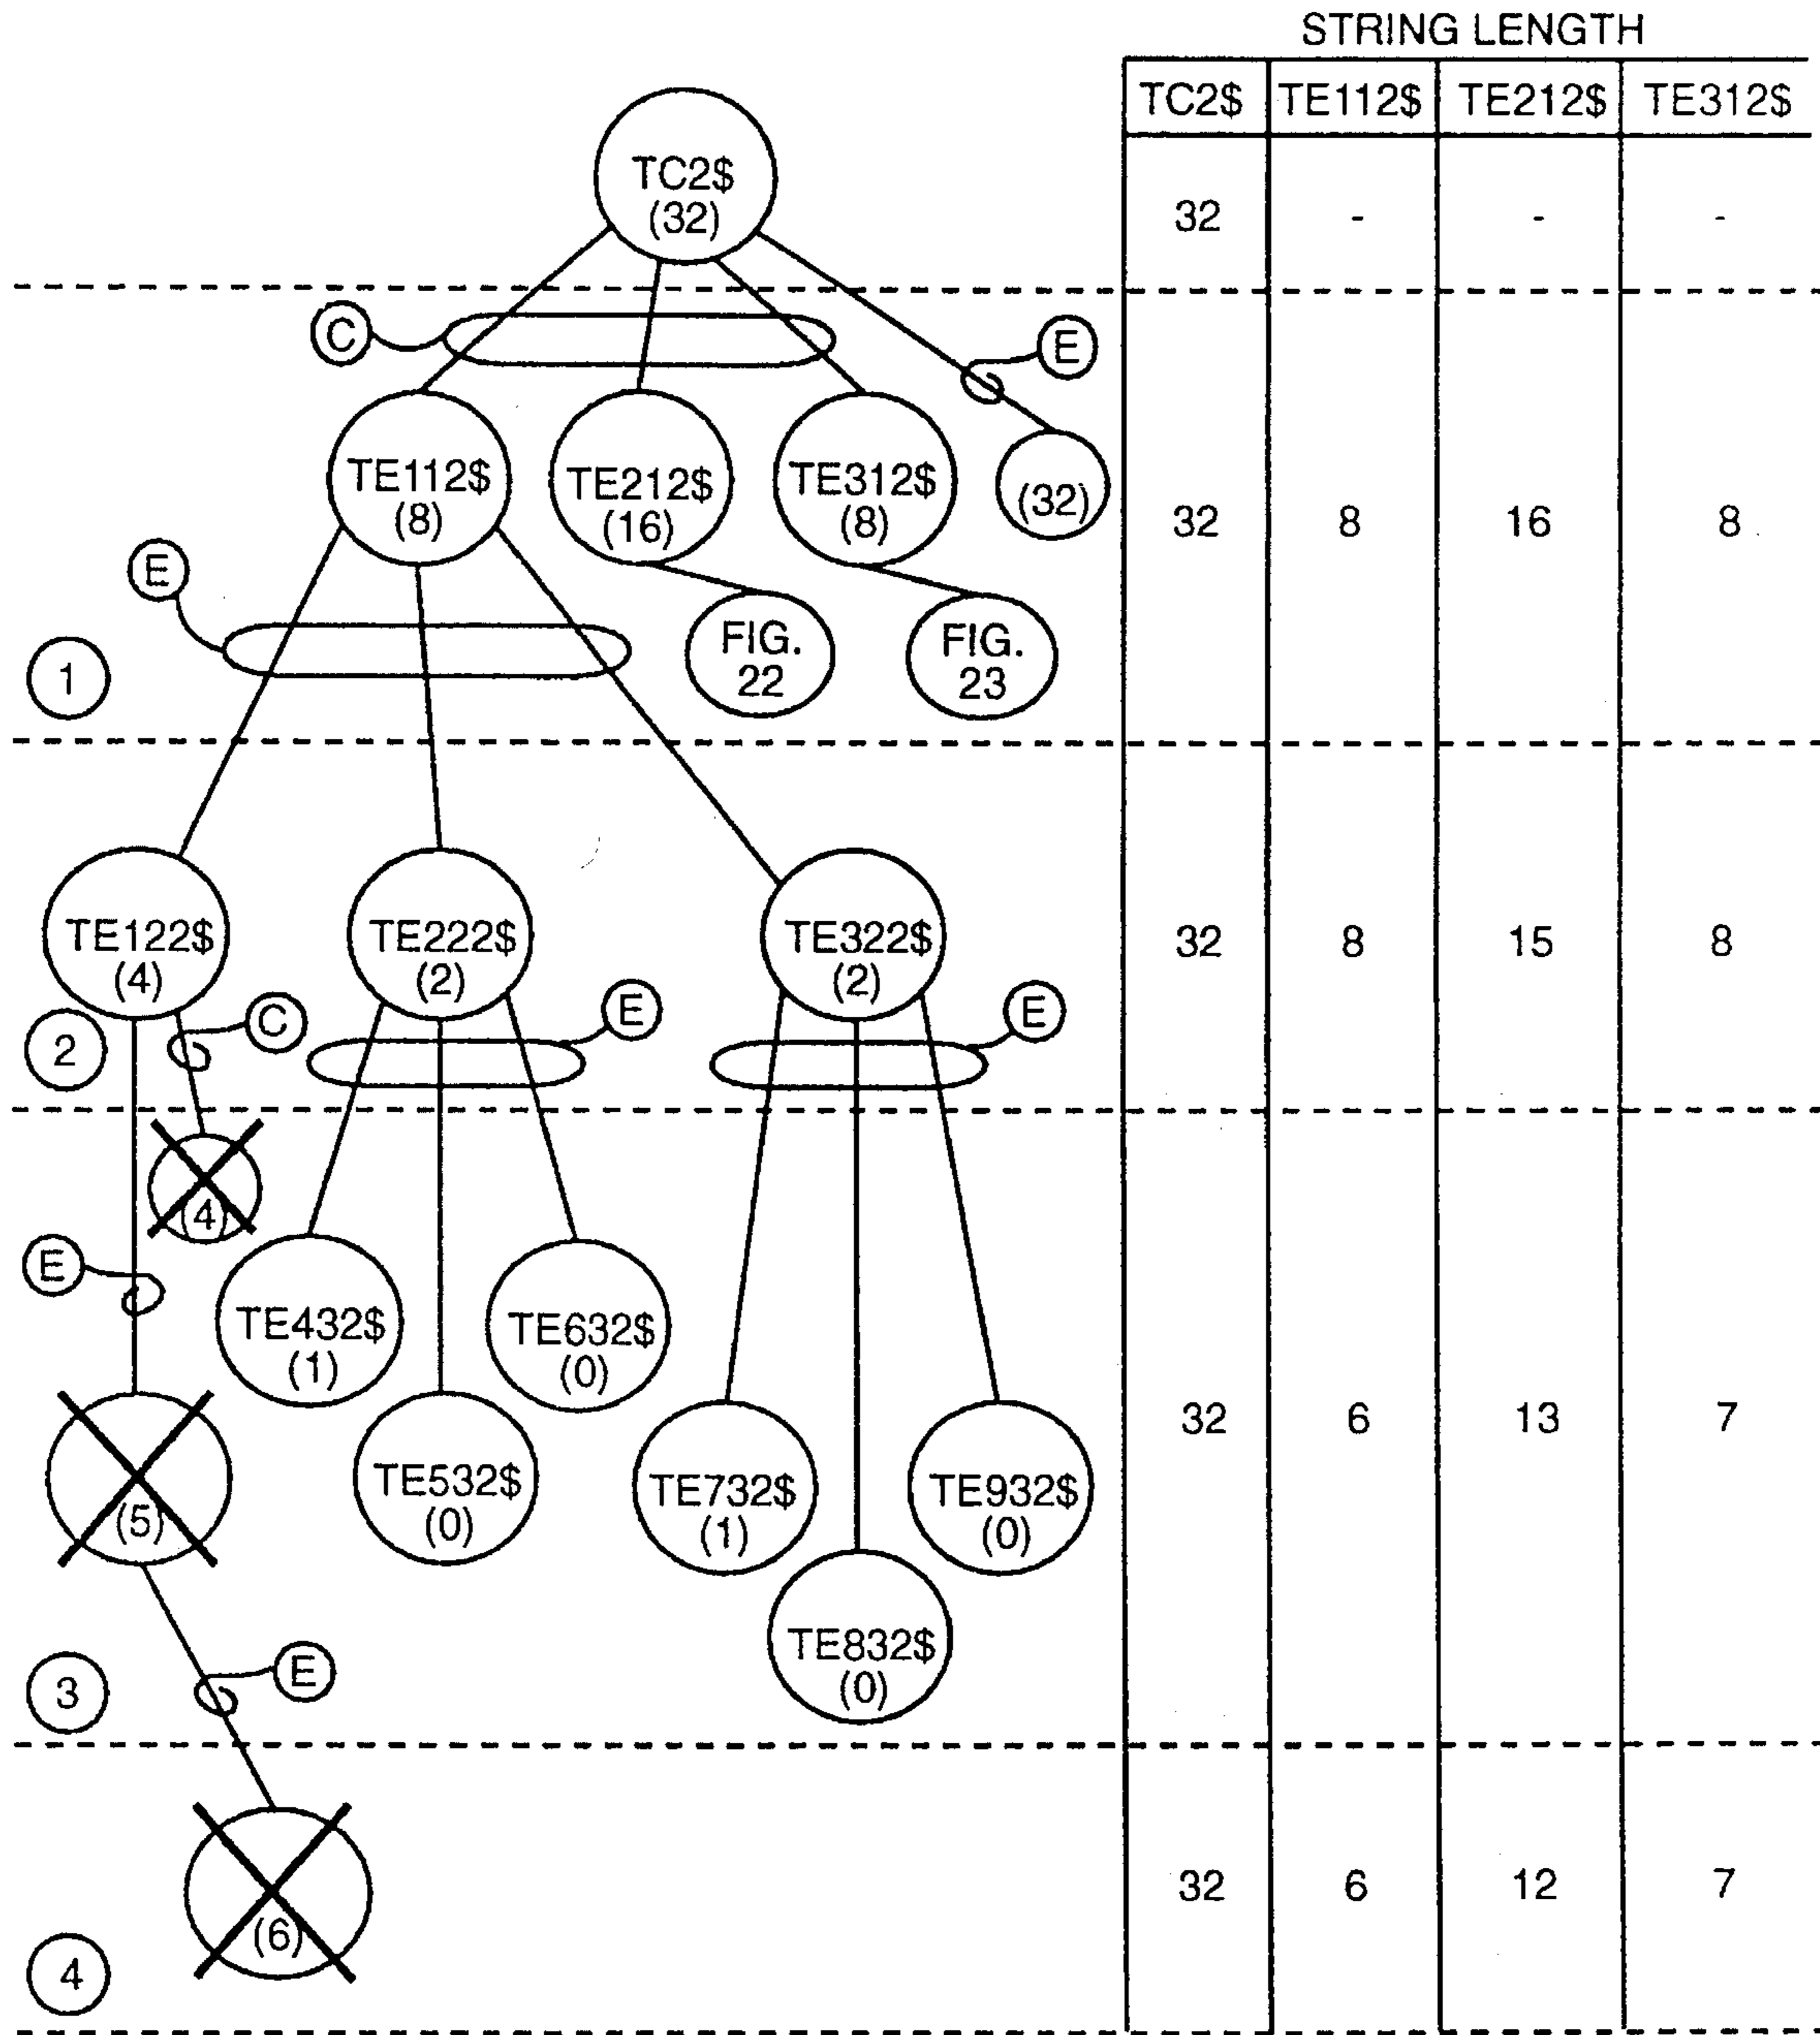 STRING LENGTH
TC2$ TE112$ TE212$ TE312$
TC2$
(32)
32 - - -
C
E
TE112$
(8)
TE212$
(16)
TE312$
(8)
(32)
32 8 16 8
E
FIG.
22
FIG.
23
1
TE122$
(4)
TE222$
(2)
TE322$
(2)
32 8 15 8
C
E
E
2
(4)
E
TE432$
(1)
TE632$
(0)
32 6 13 7
(5)
TE532$
(0)
TE732$
(1)
TE932$
(0)
TE832$
(0)
E
3
32 6 12 7
(6)
4